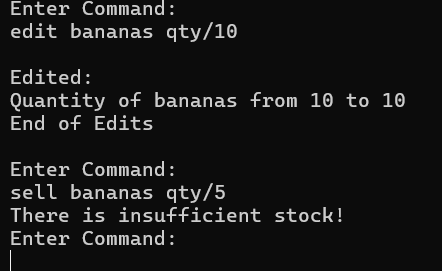 Enter Command:
edit bananas qty/10
Edited:
Quantity of bananas from 10 to 10
End of Edits
Enter Command:
sell bananas qty/5
There is insufficient stock!
Enter Command: